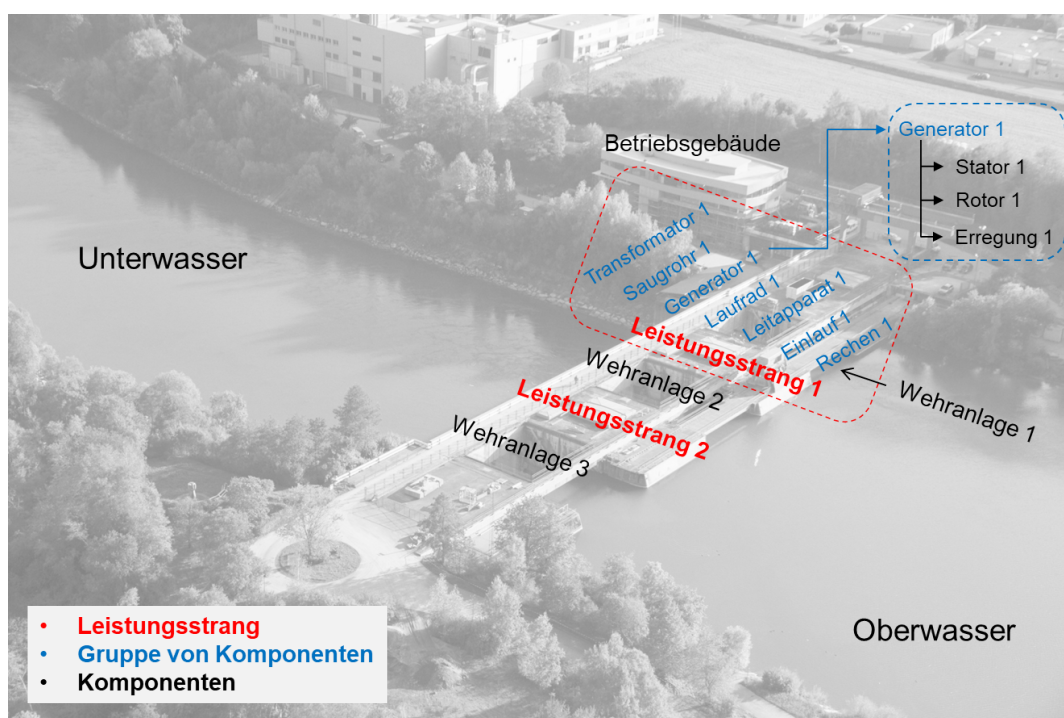 Betriebsgebäude
Generator 1
Stator 1
Rotor 1
Erregung 1
Unterwasser
Transformator 1
Saugrohr 1
Generator 1
Laufrad 1
Leitapparat 1
Einlauf 1
Rechen 1
Leistungsstrang 1
Wehranlage 1
Wehranlage 2
Leistungsstrang 2
Wehranlage 3
Oberwasser
• Leistungsstrang
• Gruppe von Komponenten
• Komponenten